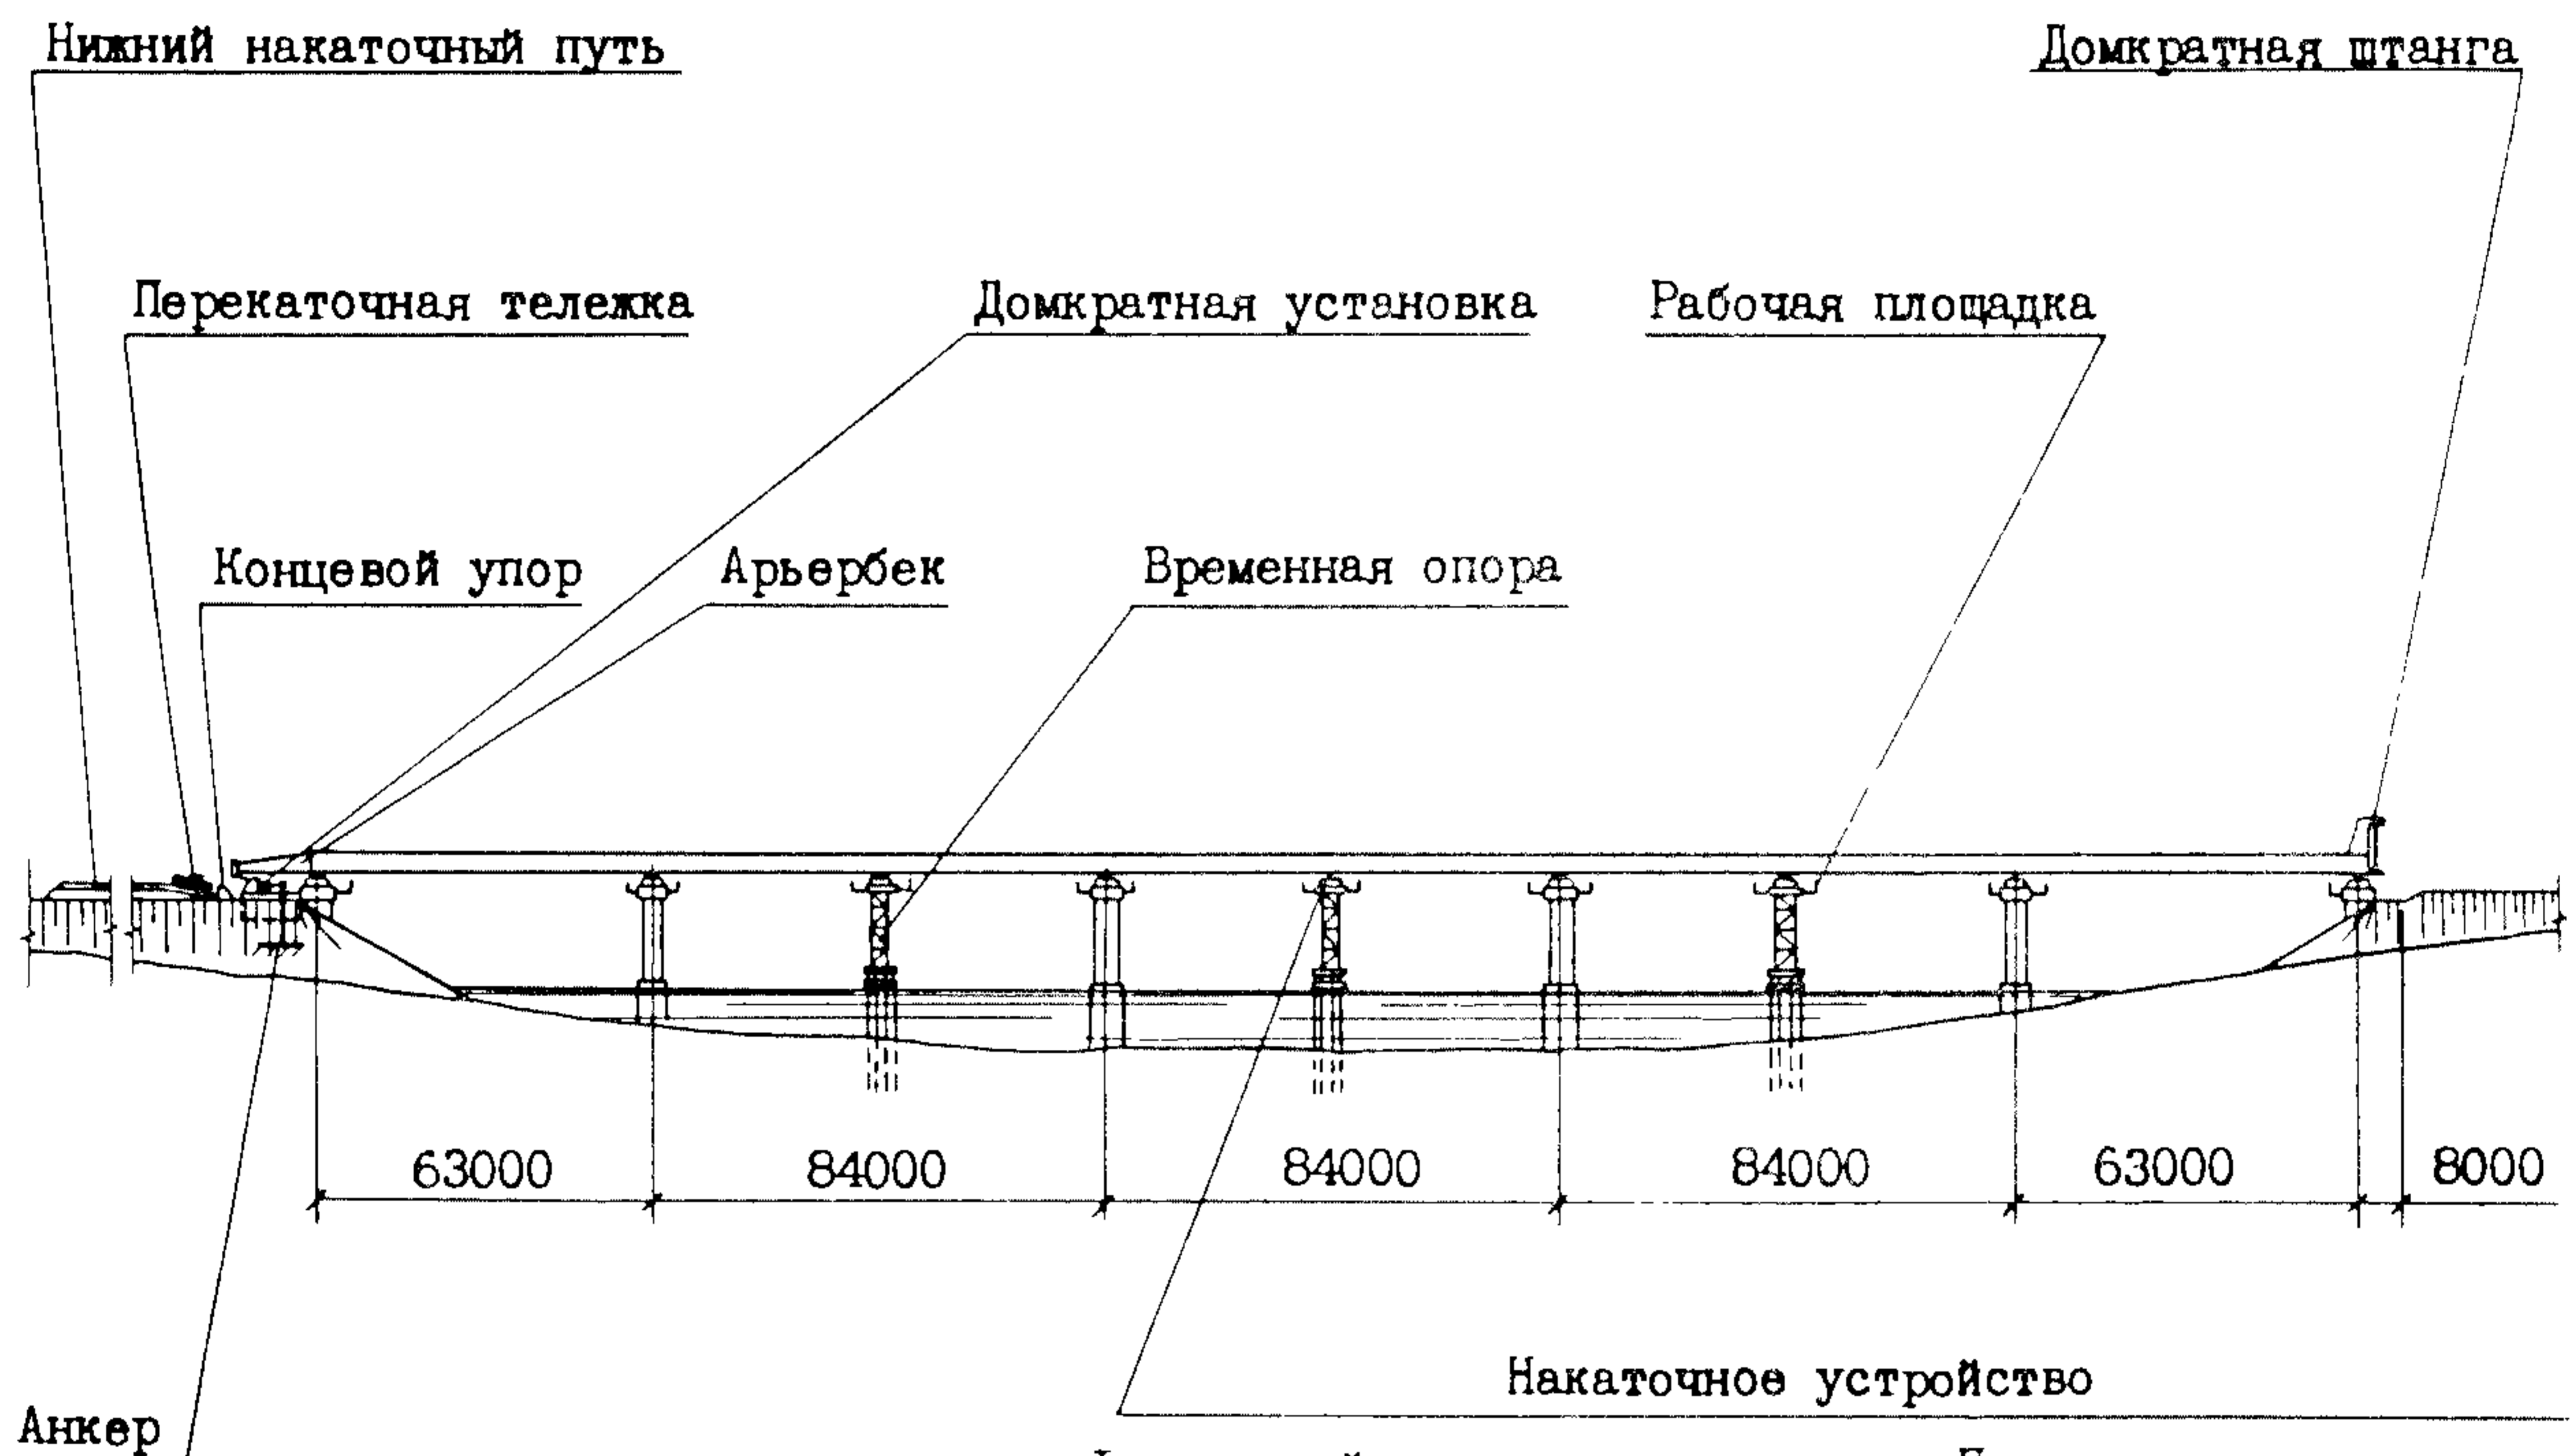 Нижний накаточный путь
Домкратная штанга
Перекаточная тележка
Домкратная установка
Рабочая площадка
Концевой упор
Арьербек
Временная опора
63000
84000
84000
84000
63000
8000
Накаточное устройство
Анкер